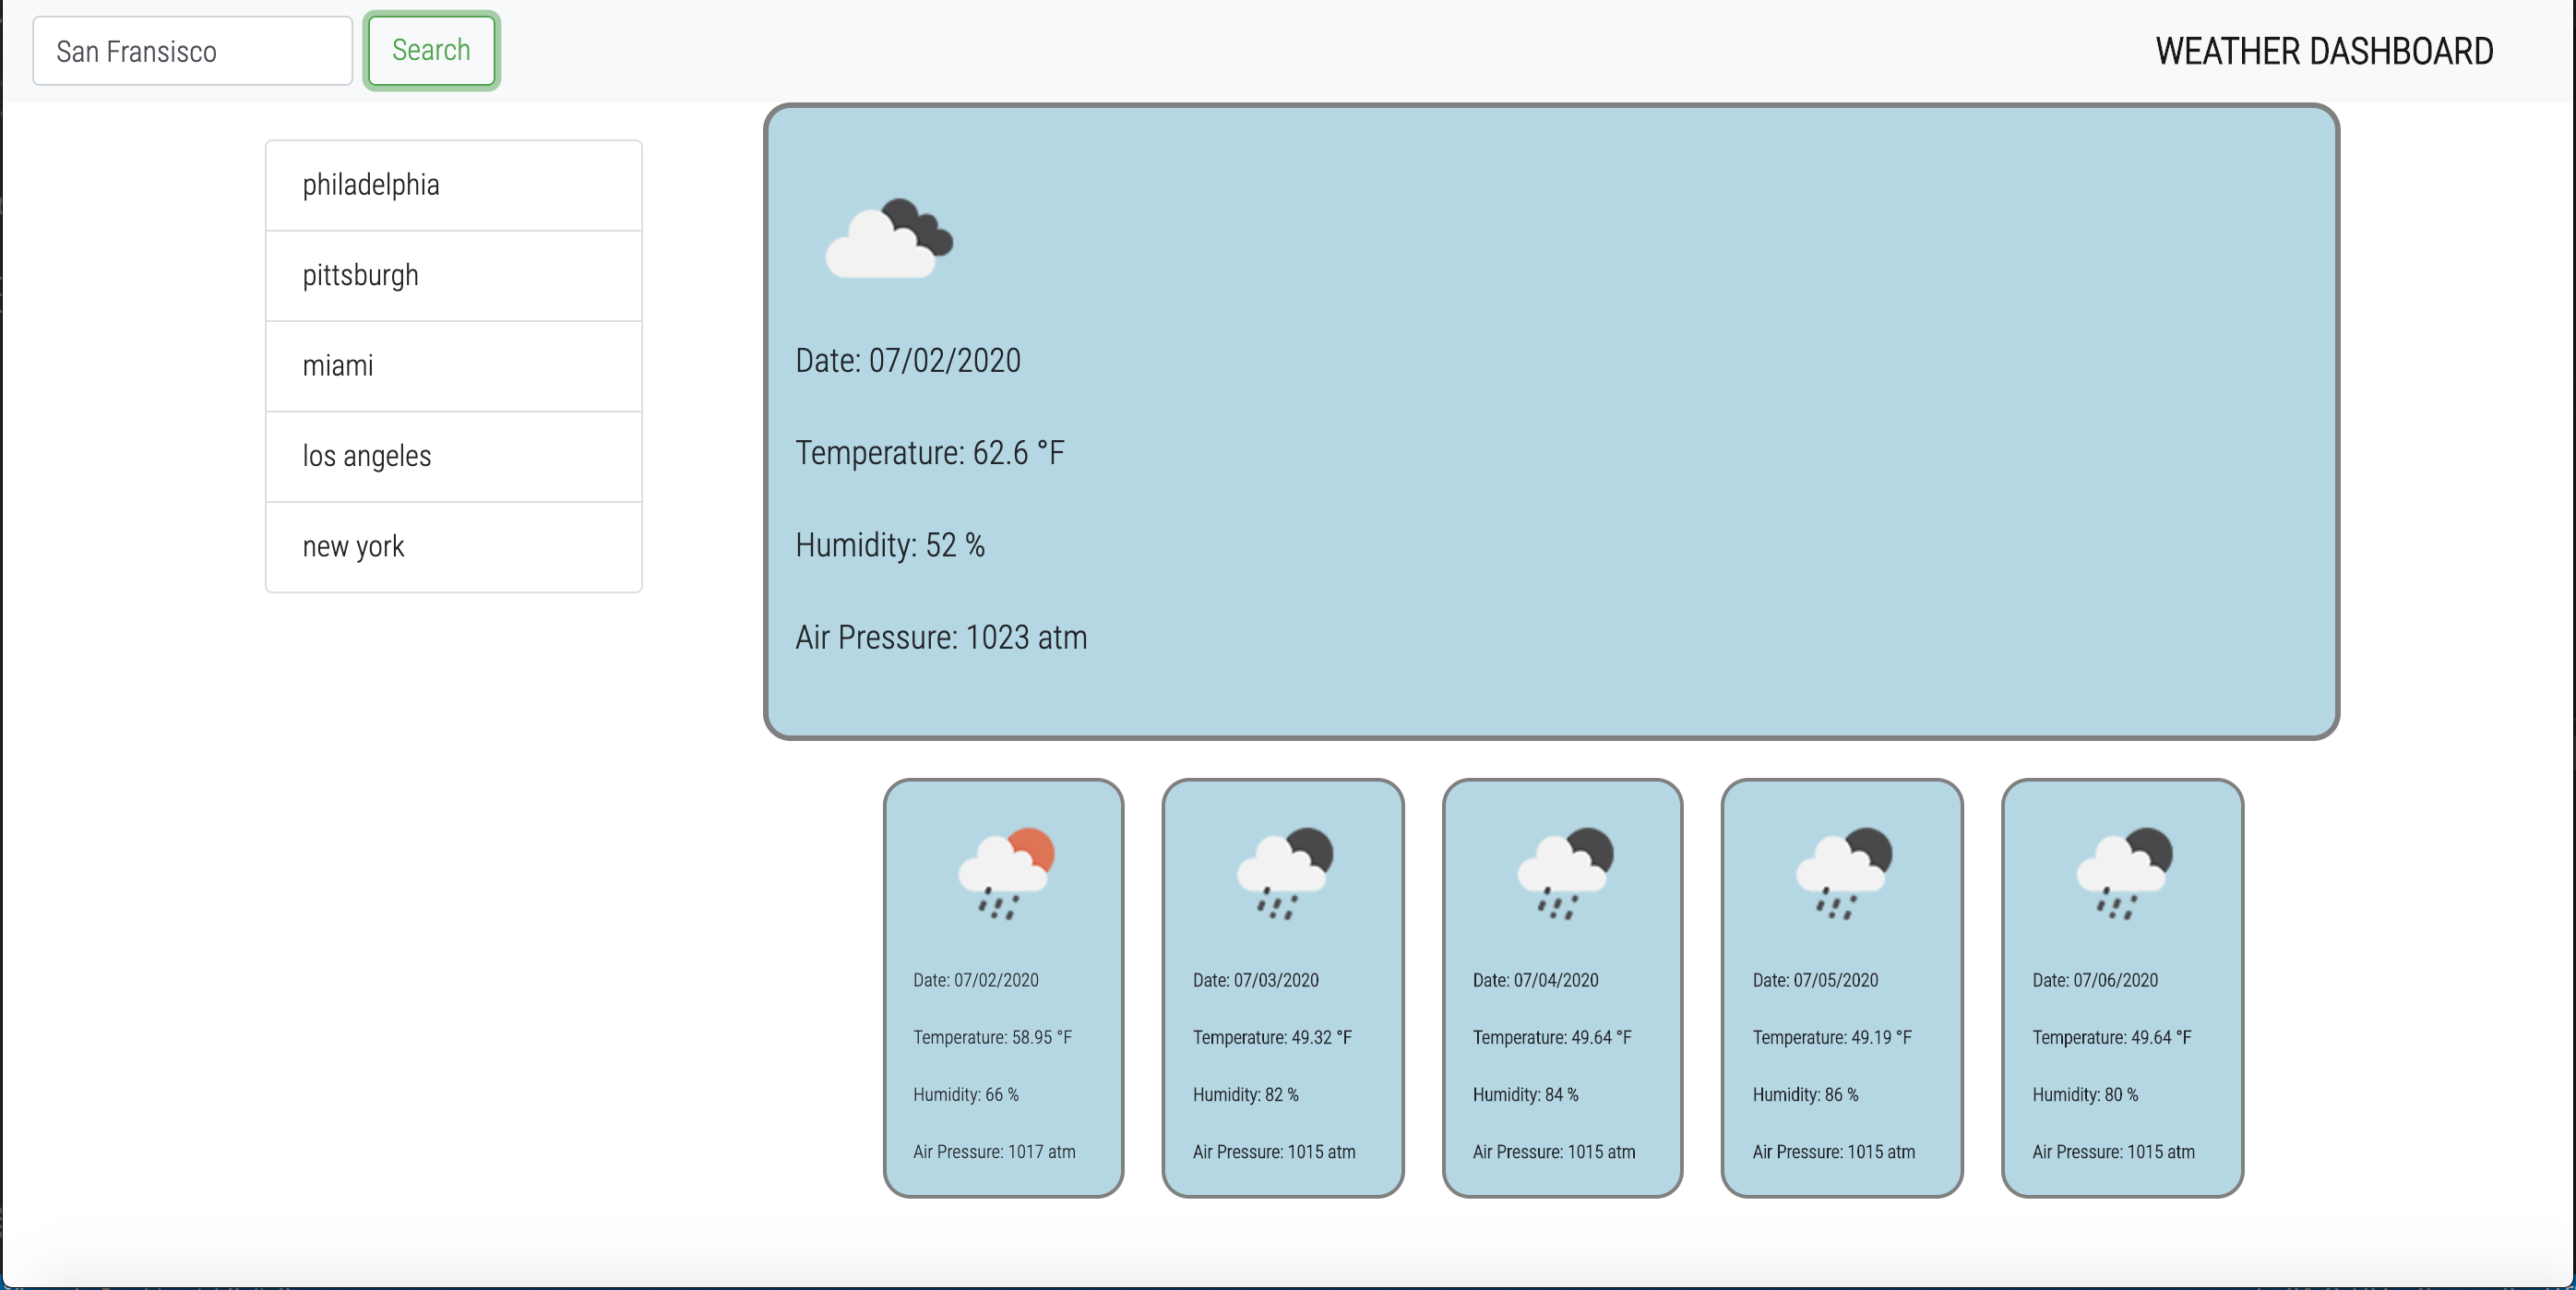 San Fransisco
Search
WEATHER DASHBOARD
philadelphia
pittsburgh
miami
los angeles
new york
Date: 07/02/2020
Temperature: 62.6 °F
Humidity: 52 %
Air Pressure: 1023 atm
Date: 07/02/2020
Temperature: 58.95 °F
Humidity: 66 %
Air Pressure: 1017 atm
Date: 07/03/2020
Temperature: 49.32 °F
Humidity: 82 %
Air Pressure: 1015 atm
Date: 07/04/2020
Temperature: 49.64 °F
Humidity: 84 %
Air Pressure: 1015 atm
Date: 07/05/2020
Temperature: 49.19 °F
Humidity: 86 %
Air Pressure: 1015 atm
Date: 07/06/2020
Temperature: 49.64 °F
Humidity: 80 %
Air Pressure: 1015 atm